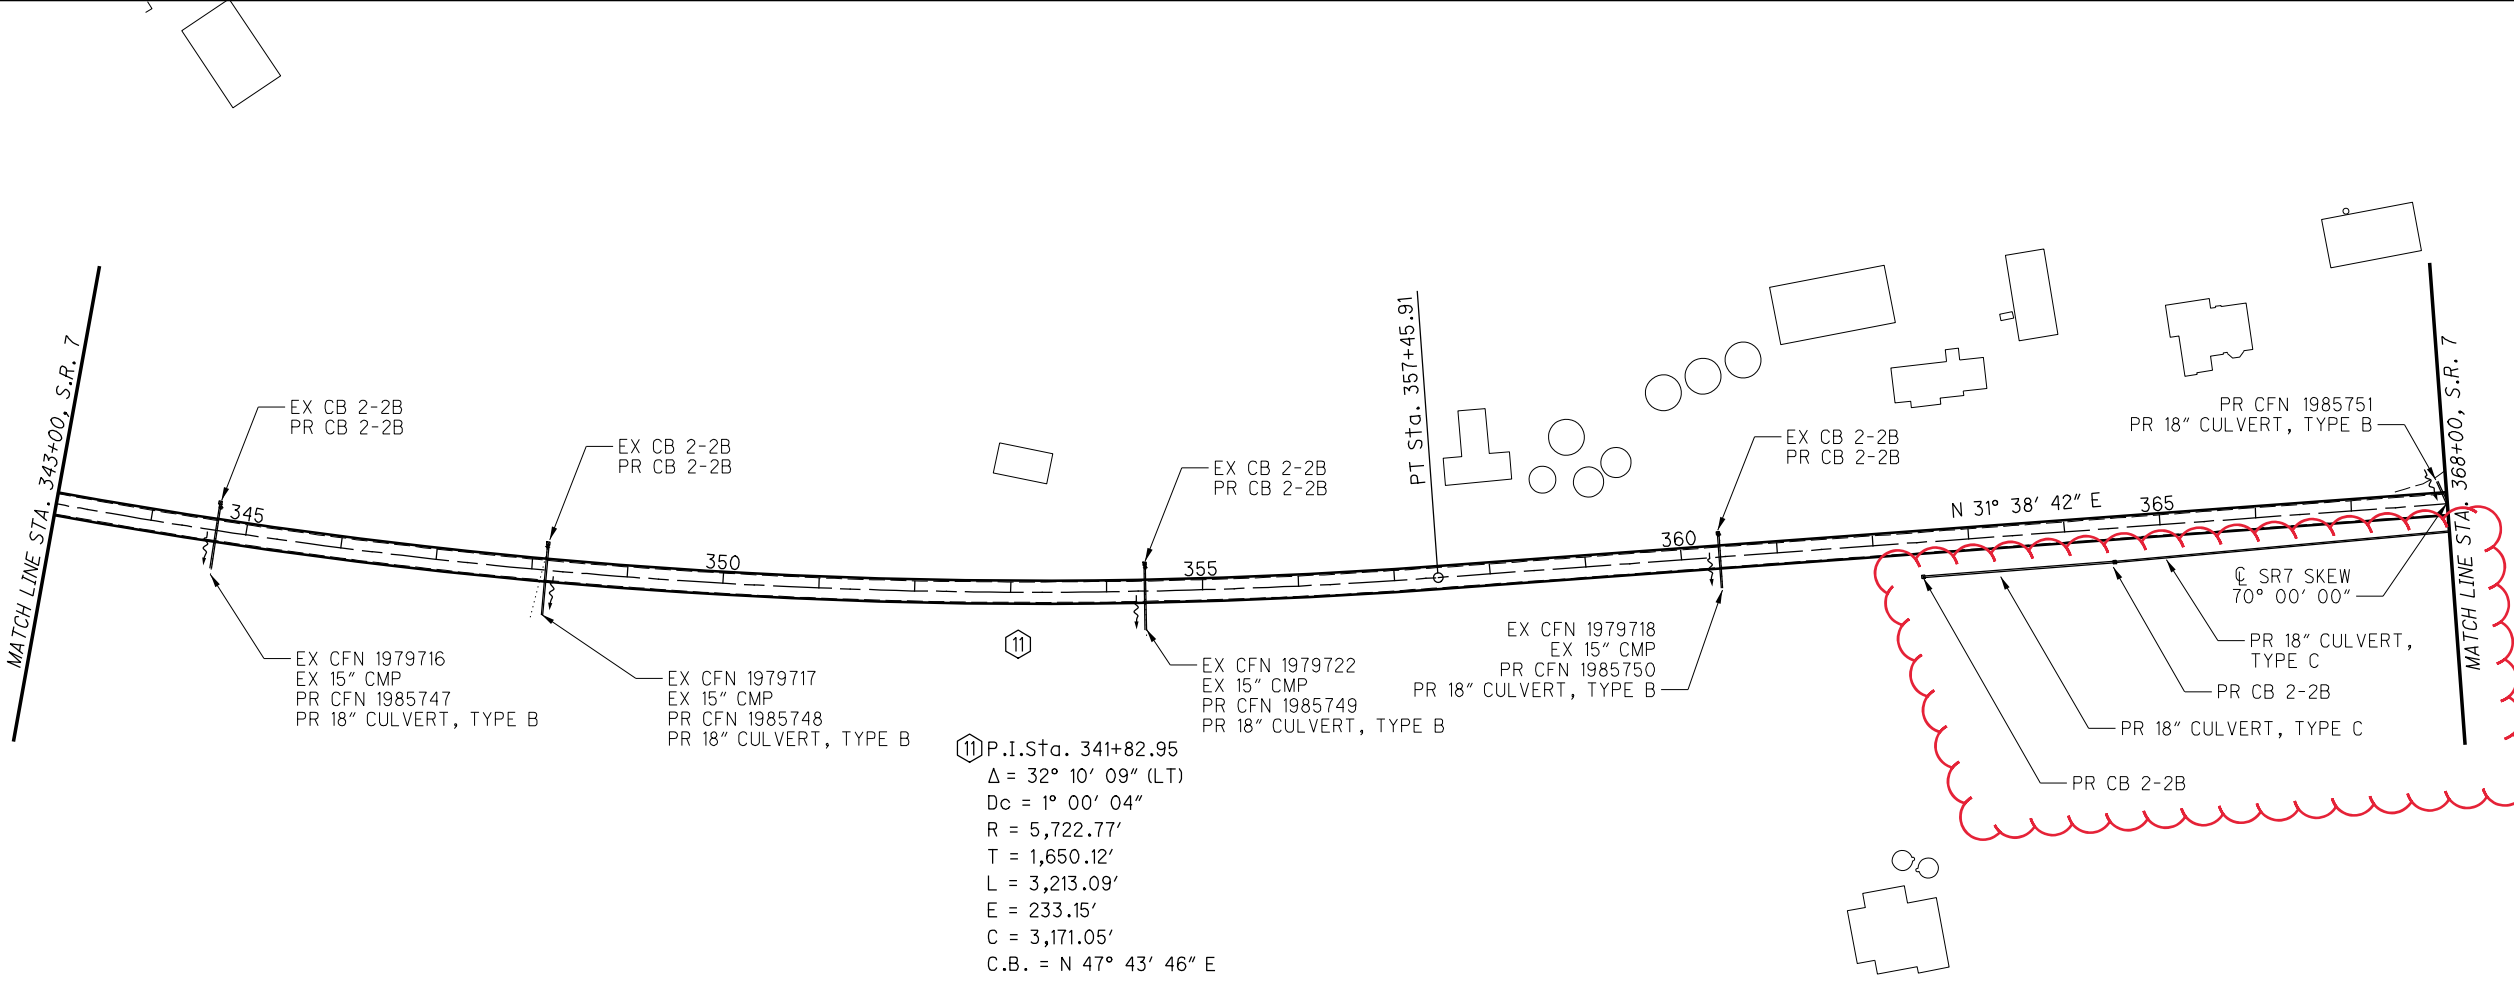 MATCH LINE STA. 343+00, S.R. 7
EX CB 2-2B
PR CB 2-2B
345
EX CFN 1979716
EX 15" CMP
PR CFN 1985747
PR 18" CULVERT, TYPE B
EX CB 2-2B
PR CB 2-2B
350
EX CFN 1979717
EX 15" CMP
PR CFN 1985748
PR 18" CULVERT, TYPE B
11
EX CB 2-2B
PR CB 2-2B
355
EX CFN 1979722
EX 15" CMP
PR CFN 1985749
PR 18" CULVERT, TYPE B
11 P.I.Sta. 341+82.95
Δ = 32° 10' 09" (LT)
Dc = 1° 00' 04"
R = 5,722.77'
T = 1,650.12'
L = 3,213.09'
E = 233.15'
C = 3,171.05'
C.B. = N 47° 43' 46" E
PT Sta. 357+45.91
EX CB 2-2B
PR CB 2-2B
360
EX CFN 1979718
EX 15" CMP
PR CFN 1985750
PR 18" CULVERT, TYPE B
N 31° 38' 42" E
365
PR CFN 1985751
PR 18" CULVERT, TYPE B
℄ SR7 SKEW
70° 00' 00"
PR 18" CULVERT,
TYPE C
PR CB 2-2B
PR 18" CULVERT, TYPE C
PR CB 2-2B
MATCH LINE STA. 368+00, S.R. 7